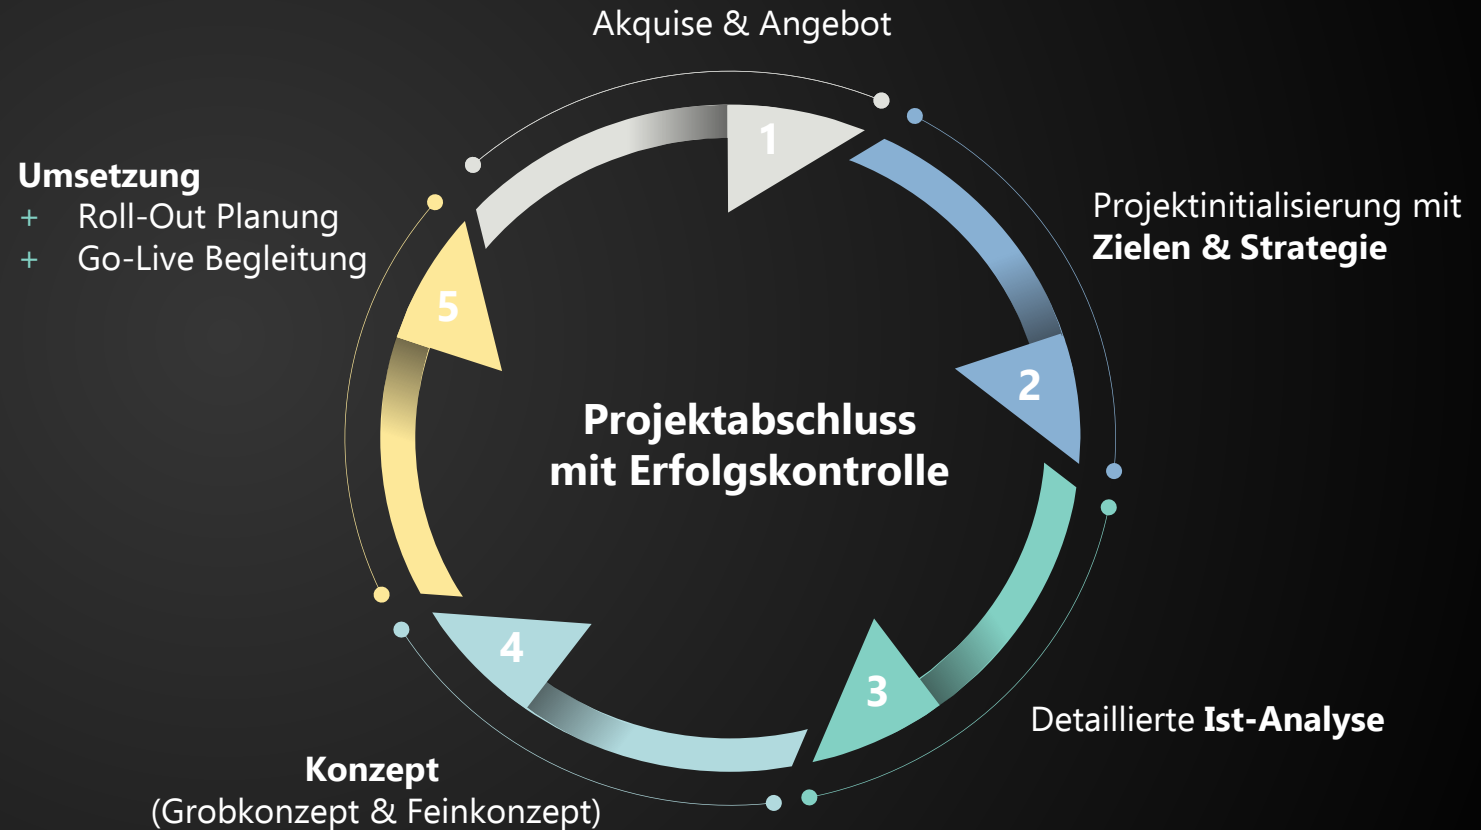 Akquise & Angebot
1
Projektinitialisierung mit
Zielen & Strategie
2
Detaillierte Ist-Analyse
3
Konzept
(Grobkonzept & Feinkonzept)
4
Umsetzung
+ Roll-Out Planung
+ Go-Live Begleitung
5
Projektabschluss
mit Erfolgskontrolle